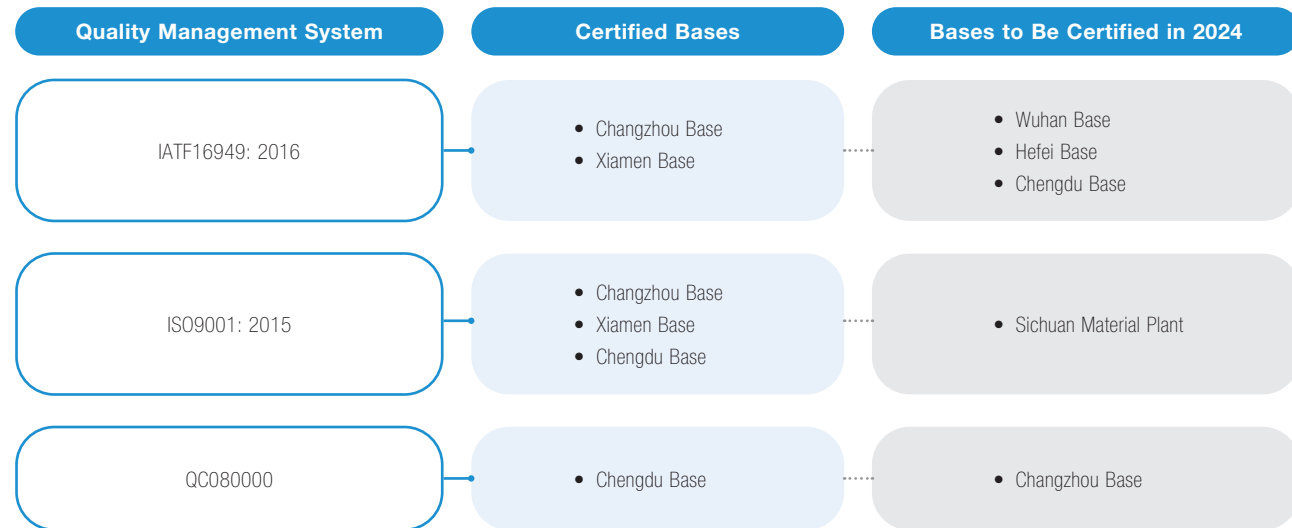 Quality Management System
Certified Bases
Bases to Be Certified in 2024
IATF16949: 2016
• Changzhou Base
• Xiamen Base
• Wuhan Base
• Hefei Base
• Chengdu Base
ISO9001: 2015
• Changzhou Base
• Xiamen Base
• Chengdu Base
• Sichuan Material Plant
QC080000
• Chengdu Base
• Changzhou Base